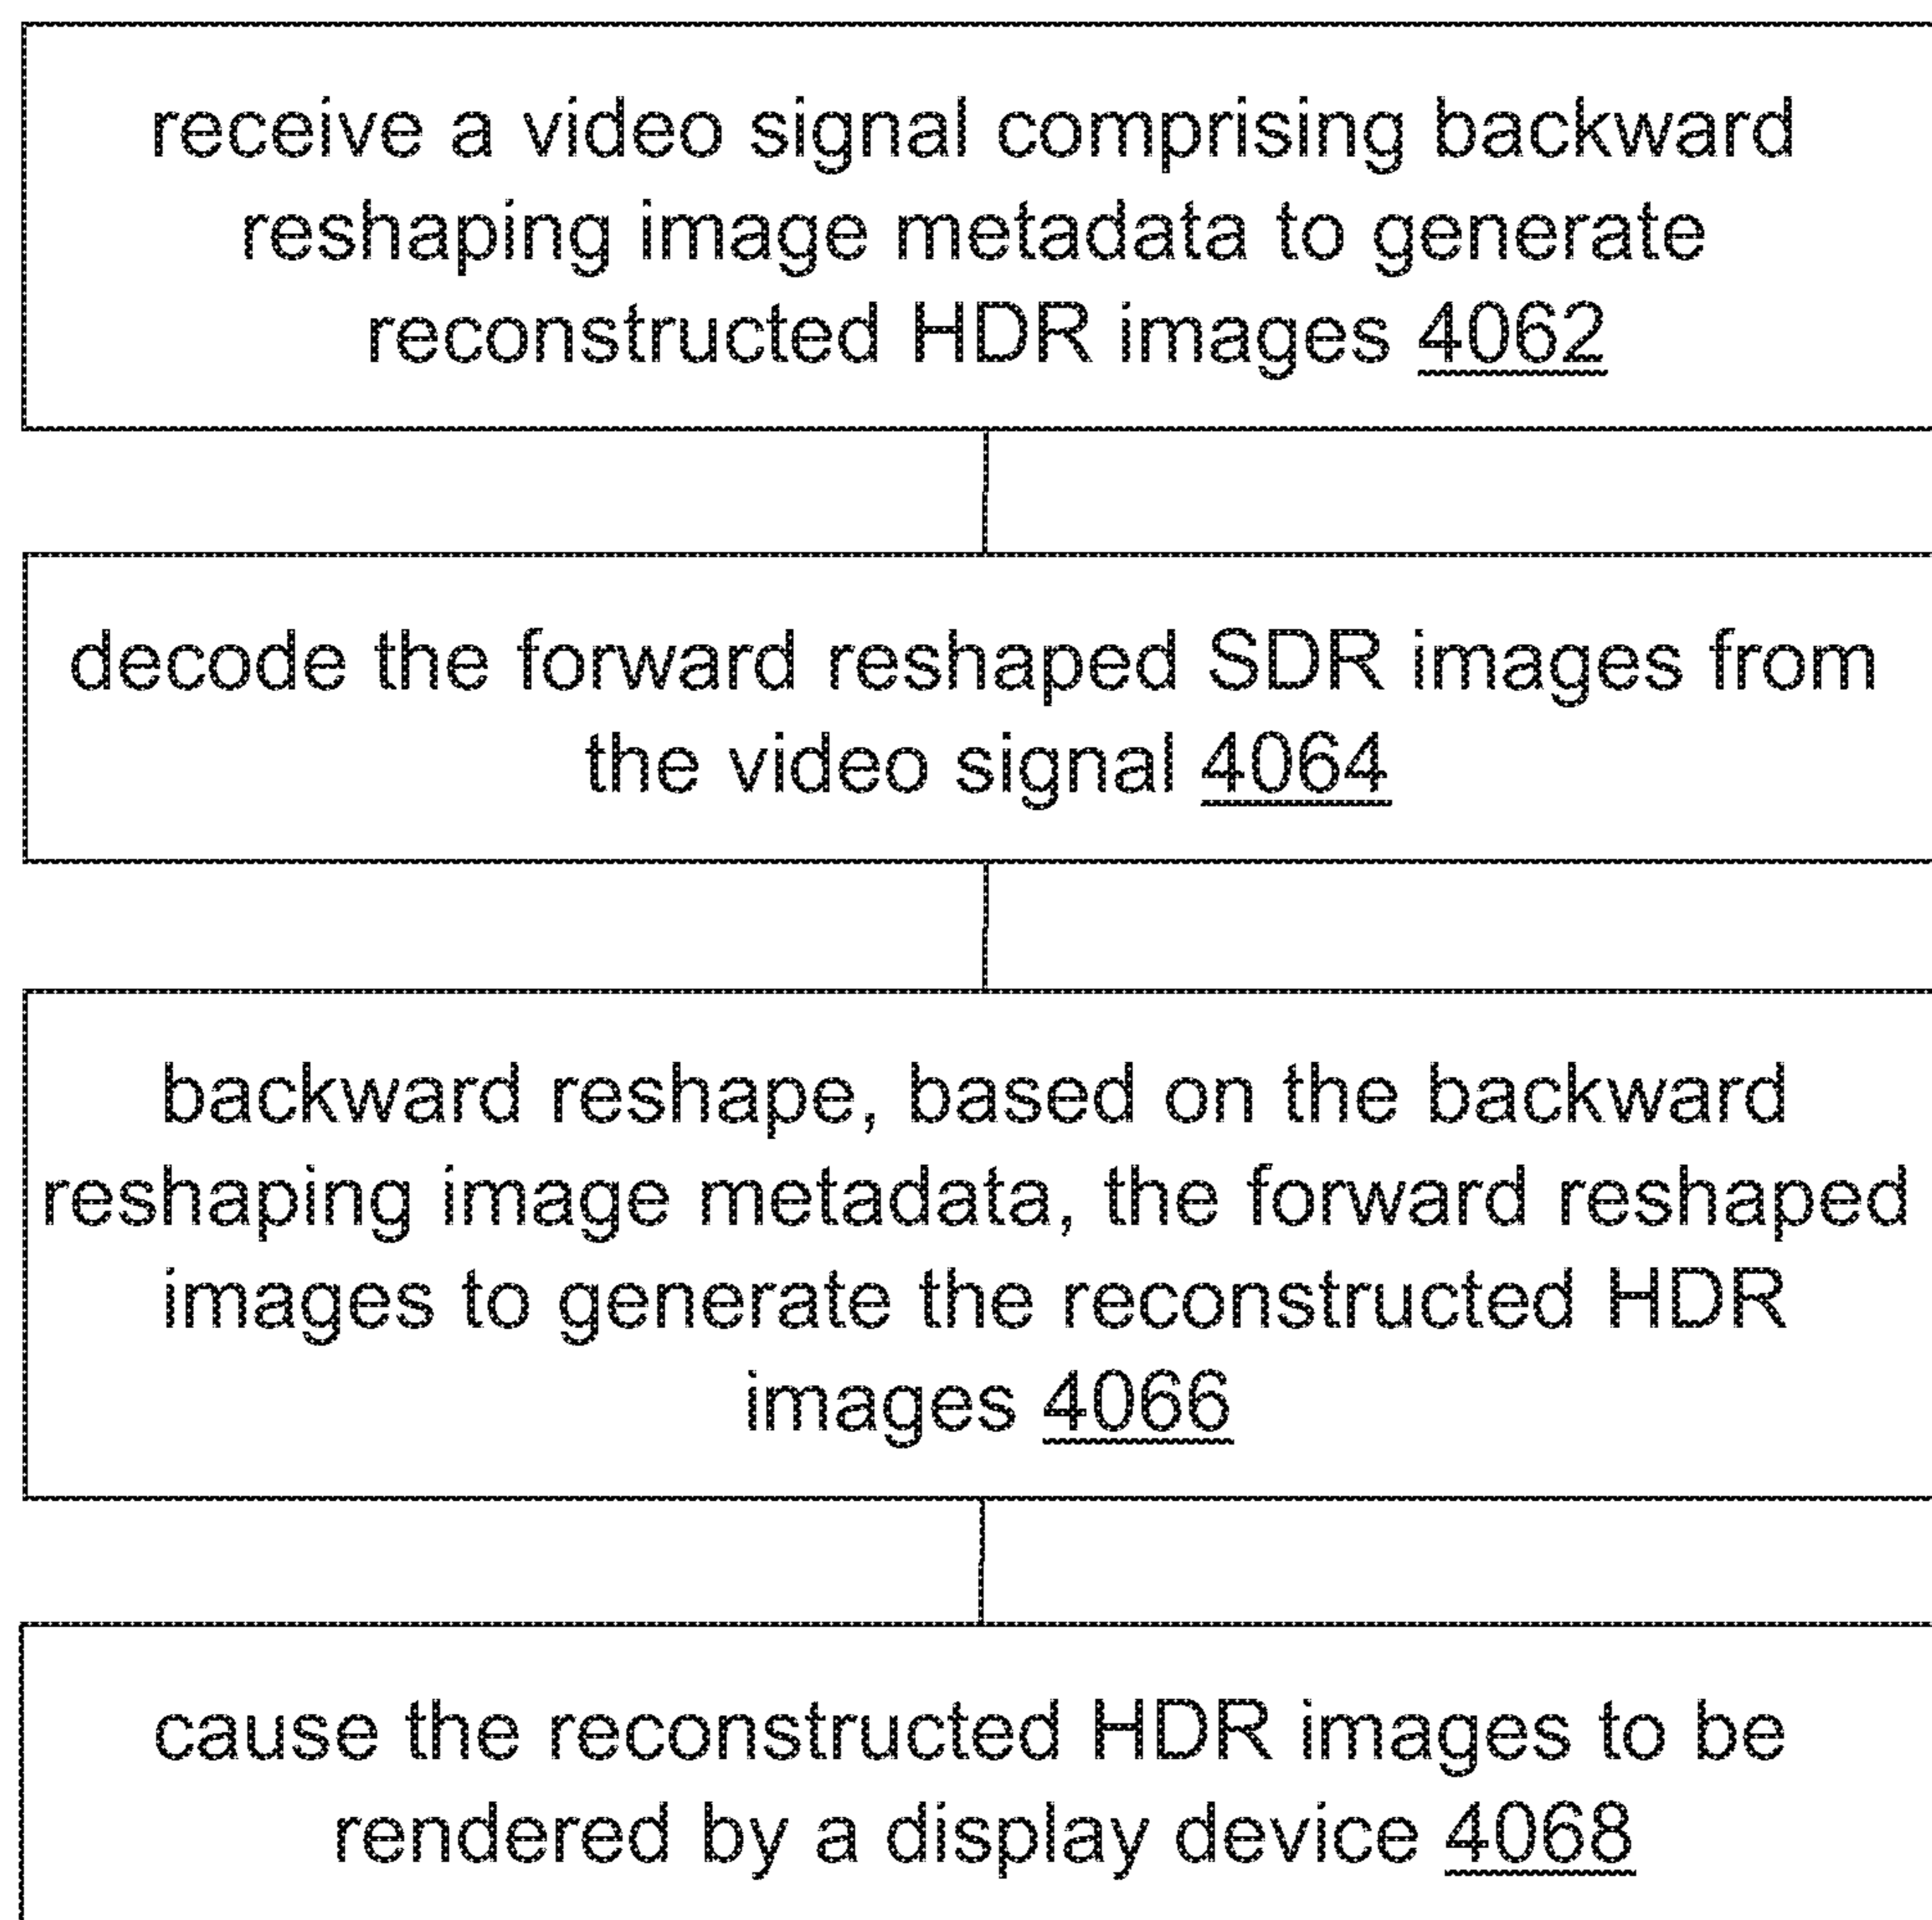 receive a video signal comprising backward
reshaping image metadata to generate
reconstructed HDR images 4062
decode the forward reshaped SDR images from
the video signal 4064
backward reshape, based on the backward
reshaping image metadata, the forward reshaped
images to generate the reconstructed HDR
images 4066
cause the reconstructed HDR images to be
rendered by a display device 4068